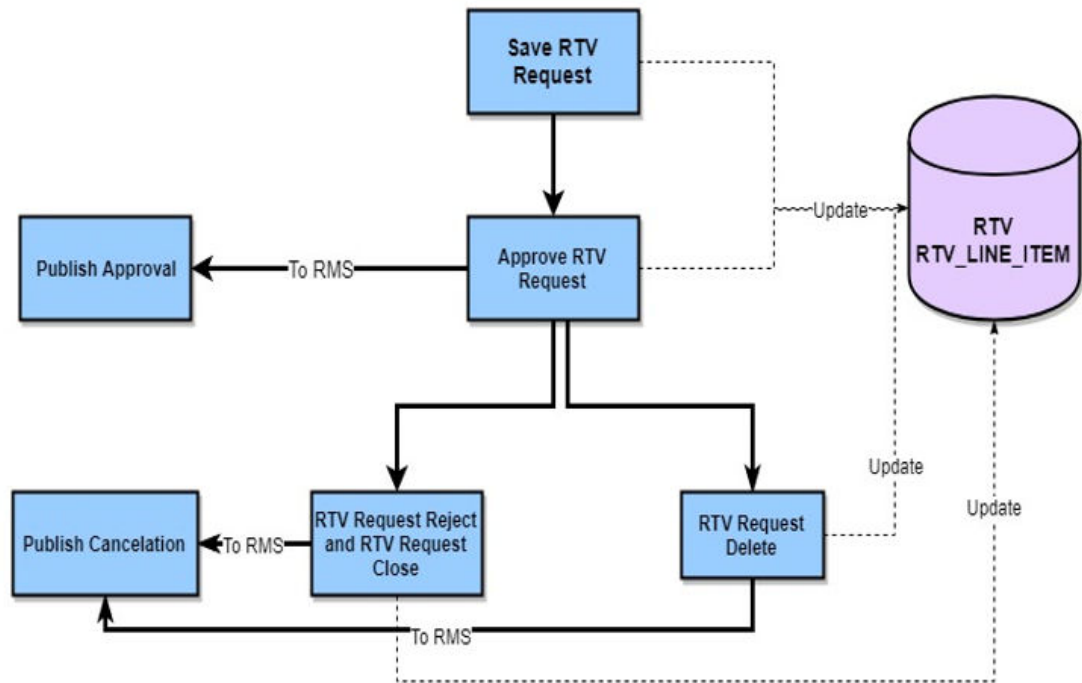 Save RTV
Request
Update
RTV
RTV_LINE_ITEM
Publish Approval
To RMS
Approve RTV
Request
Update
Update
Publish Cancelation
To RMS
RTV Request Reject
and RTV Request
Close
RTV Request
Delete
To RMS